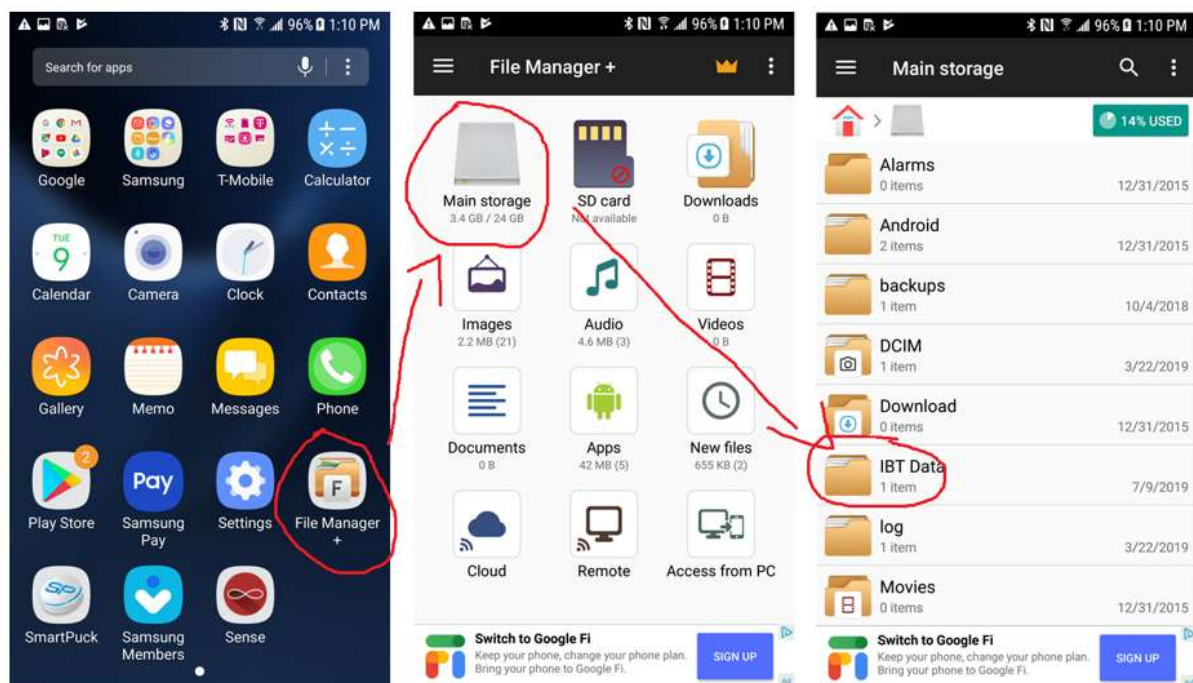 96% 1:10 PM
Search for apps
Google
Samsung
T-Mobile
Calculator
TUE
9
Calendar
Camera
Clock
Contacts
Gallery
Memo
Messages
Phone
2
Pay
F
Play Store
Samsung
Pay
Settings
File Manager
+
SP
SmartPuck
Samsung
Members
Sense
96% 1:10 PM
File Manager +
Main storage
3.4 GB / 24 GB
SD card
Not available
Downloads
0 B
Images
2.2 MB (21)
Audio
4.6 MB (3)
Videos
0 B
Documents
0 B
Apps
42 MB (5)
New files
655 KB (2)
Cloud
Remote
Access from PC
Switch to Google Fi
Keep your phone, change your phone plan.
Bring your phone to Google Fi.
SIGN UP
96% 1:10 PM
Main storage
14% USED
Alarms
0 items 12/31/2015
Android
2 items 12/31/2015
backups
1 item 10/4/2018
DCIM
1 item 3/22/2019
Download
0 items 12/31/2015
IBT Data
1 item 7/9/2019
log
1 item 3/22/2019
Movies
0 items 12/31/2015
Switch to Google Fi
Keep your phone, change your phone plan.
Bring your phone to Google Fi.
SIGN UP